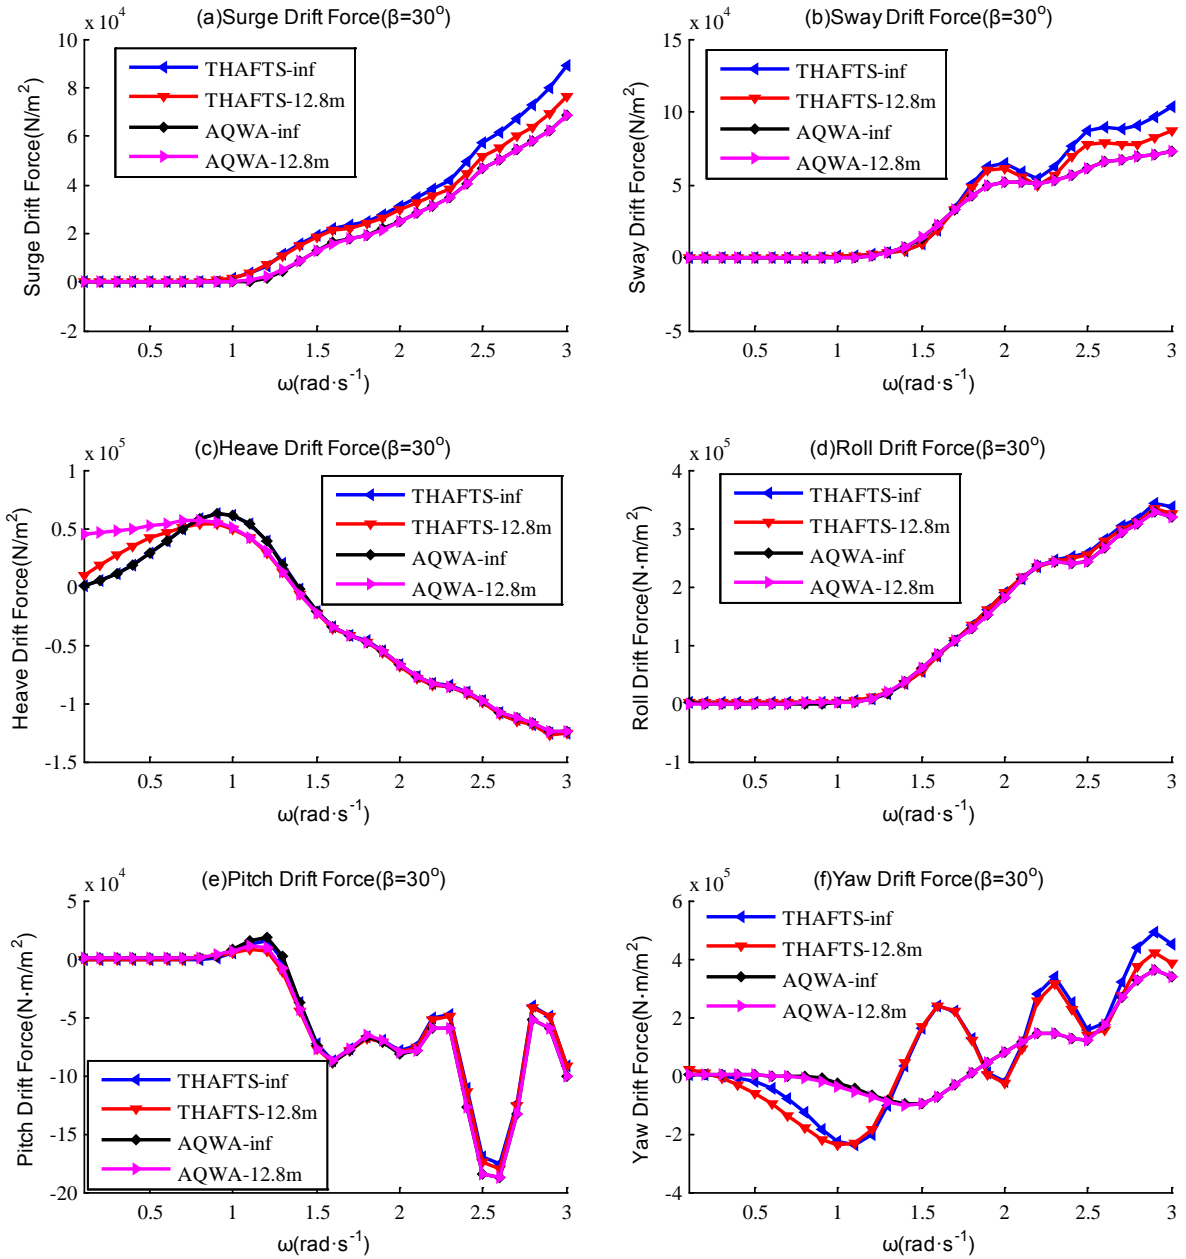 (a)Surge Drift Force(β=30°)
x 10^4
10
8
6
4
2
0
-2
Surge Drift Force(N/m^2)
THAFTS-inf
THAFTS-12.8m
AQWA-inf
AQWA-12.8m
0.5 1 1.5 2 2.5 3
ω(rad·s^-1)
(b)Sway Drift Force(β=30°)
x 10^4
15
10
5
0
-5
Sway Drift Force(N/m^2)
THAFTS-inf
THAFTS-12.8m
AQWA-inf
AQWA-12.8m
0.5 1 1.5 2 2.5 3
ω(rad·s^-1)
(c)Heave Drift Force(β=30°)
x 10^5
1
0.5
0
-0.5
-1
-1.5
Heave Drift Force(N/m^2)
THAFTS-inf
THAFTS-12.8m
AQWA-inf
AQWA-12.8m
0.5 1 1.5 2 2.5 3
ω(rad·s^-1)
(d)Roll Drift Force(β=30°)
x 10^5
4
3
2
1
0
-1
Roll Drift Force(N·m/m^2)
THAFTS-inf
THAFTS-12.8m
AQWA-inf
AQWA-12.8m
0.5 1 1.5 2 2.5 3
ω(rad·s^-1)
(e)Pitch Drift Force(β=30°)
x 10^4
5
0
-5
-10
-15
-20
Pitch Drift Force(N·m/m^2)
THAFTS-inf
THAFTS-12.8m
AQWA-inf
AQWA-12.8m
0.5 1 1.5 2 2.5 3
ω(rad·s^-1)
(f)Yaw Drift Force(β=30°)
x 10^5
6
4
2
0
-2
-4
Yaw Drift Force(N·m/m^2)
THAFTS-inf
THAFTS-12.8m
AQWA-inf
AQWA-12.8m
0.5 1 1.5 2 2.5 3
ω(rad·s^-1)